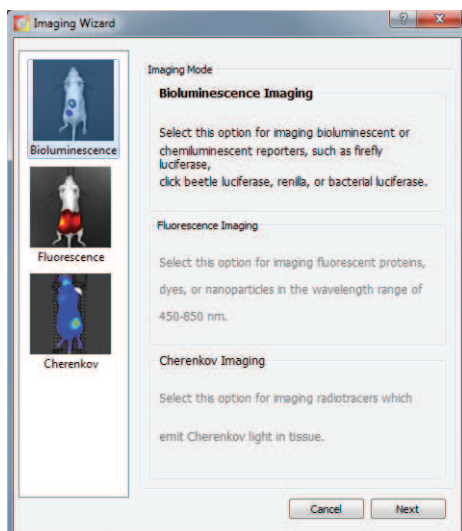 Imaging Wizard
?
X
Bioluminescence
Fluorescence
Cherenkov
Imaging Mode
Bioluminescence Imaging
Select this option for imaging bioluminescent or
chemiluminescent reporters, such as firefly
luciferase,
click beetle luciferase, renilla, or bacterial luciferase.
Fluorescence Imaging
Select this option for imaging fluorescent proteins,
dyes, or nanoparticles in the wavelength range of
450-850 nm.
Cherenkov Imaging
Select this option for imaging radiotracers which
emit Cherenkov light in tissue.
Cancel
Next